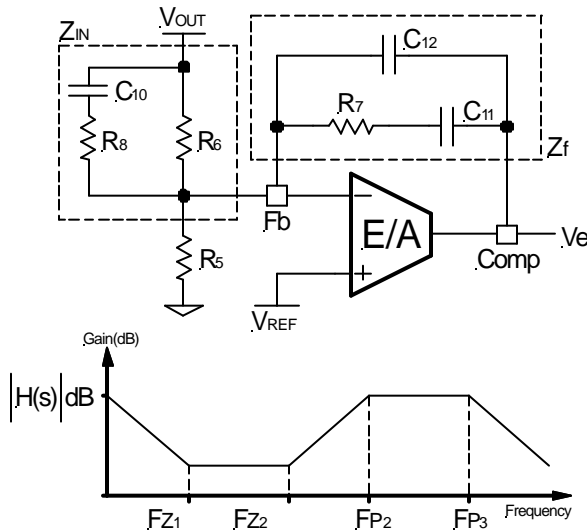 VOUT
ZIN
C12
C10
R7
C11
R8
R6
Zf
Fb
E/A
Ve
R5
Comp
VREF
Gain(dB)
|H(s)|dB
FZ1
FZ2
FP2
FP3
Frequency